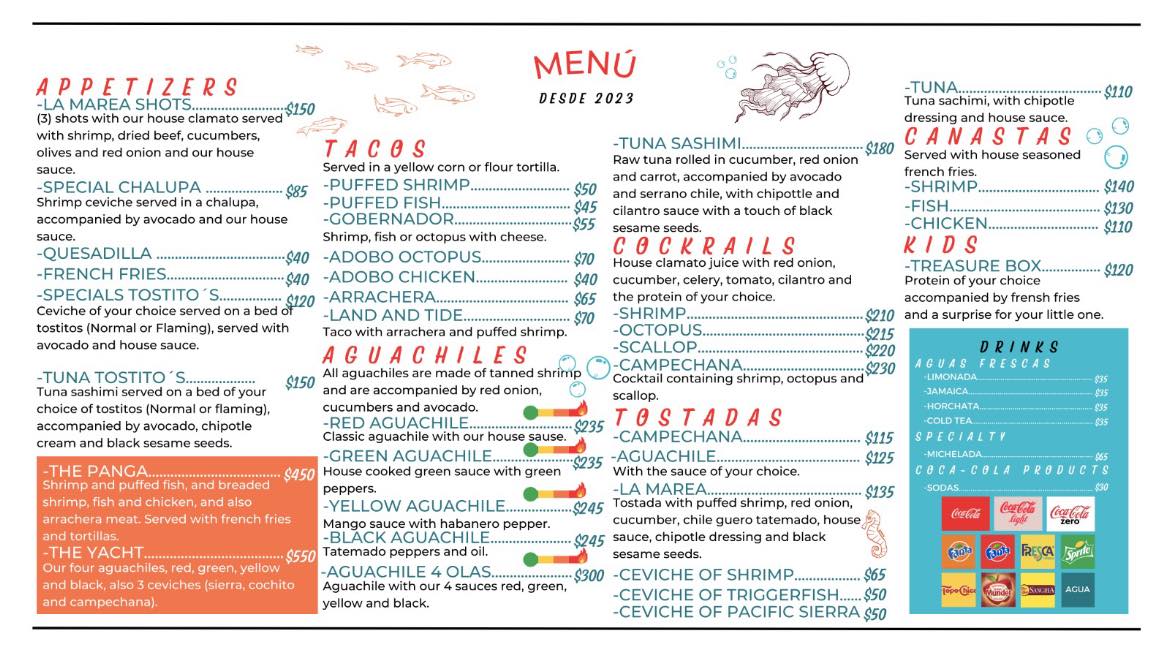 MENÚ
DESDE 2023
APPETIZERS
-LA MAREA SHOTS........................$150
(3) shots with our house clamato served
with shrimp, dried beef, cucumbers,
olives and red onion and our house
sauce.
-SPECIAL CHALUPA ....................$85
Shrimp ceviche served in a chalupa,
accompanied by avocado and our house
sauce.
-QUESADILLA .................................$40
-FRENCH FRIES..............................$40
-SPECIALS TOSTITO´S.................$120
Ceviche of your choice served on a bed of
tostitos (Normal or Flaming), served with
avocado and house sauce.
-TUNA TOSTITO´S................... $150
Tuna sashimi served on a bed of your
choice of tostitos (Normal or flaming),
accompanied by avocado, chipotle
cream and black sesame seeds.
-THE PANGA...................................$450
Shrimp and puffed fish, and breaded
shrimp, fish and chicken, and also
arrachera meat. Served with french fries
and tortillas.
-THE YACHT...................................$550
Our four aguachiles, red, green, yellow
and black, also 3 ceviches (sierra, cochito
and campechana).
TACOS
Served in a yellow corn or flour tortilla.
-PUFFED SHRIMP......................... $50
-PUFFED FISH............................... $45
-GOBERNADOR............................$55
Shrimp, fish or octopus with cheese.
-ADOBO OCTOPUS...................... $70
-ADOBO CHICKEN....................... $40
-ARRACHERA................................ $65
-LAND AND TIDE.......................... $70
Taco with arrachera and puffed shrimp.
AGUACHILES
All aguachiles are made of tanned shrimp
and are accompanied by red onion,
cucumbers and avocado.
-RED AGUACHILE.........................$235
Classic aguachile with our house sause.
-GREEN AGUACHILE....................$235
House cooked green sauce with green
peppers.
-YELLOW AGUACHILE.................$245
Mango sauce with habanero pepper.
-BLACK AGUACHILE....................$245
Tatemado peppers and oil.
-AGUACHILE 4 OLAS...................$300
Aguachile with our 4 sauces red, green,
yellow and black.
-TUNA SASHIMI.............................$180
Raw tuna rolled in cucumber, red onion
and carrot, accompanied by avocado
and serrano chile, with chipottle and
cilantro sauce with a touch of black
sesame seeds.
COCKRAILS
House clamato juice with red onion,
cucumber, celery, tomato, cilantro and
the protein of your choice.
-SHRIMP.........................................$210
-OCTOPUS.....................................$215
-SCALLOP......................................$220
-CAMPECHANA............................$230
Cocktail containing shrimp, octopus and
scallop.
TOSTADAS
-CAMPECHANA............................ $115
-AGUACHILE................................. $125
With the sauce of your choice.
-LA MAREA.................................... $135
Tostada with puffed shrimp, red onion,
cucumber, chile guero tatemado, house
sauce, chipotle dressing and black
sesame seeds.
-CEVICHE OF SHRIMP................ $65
-CEVICHE OF TRIGGERFISH...... $50
-CEVICHE OF PACIFIC SIERRA $50
-TUNA.................................... $110
Tuna sachimi, with chipotle
dressing and house sauce.
CANASTAS
Served with house seasoned
french fries.
-SHRIMP............................... $140
-FISH..................................... $130
-CHICKEN............................ $110
KIDS
-TREASURE BOX............... $120
Protein of your choice
accompanied by frensh fries
and a surprise for your little one.
DRINKS
AGUAS FRESCAS
-LIMONADA........................................ $35
-JAMAICA............................................ $35
-HORCHATA....................................... $35
-COLD TEA.......................................... $35
SPECIALTY
-MICHELADA...................................... $65
COCA-COLA PRODUCTS
-SODAS................................................ $30
Coca-Cola
Coca-Cola light
Coca-Cola zero
Fanta
Fanta
FRESCA
Sprite
Topo Chico
Mundet
SANGRIA
AGUA